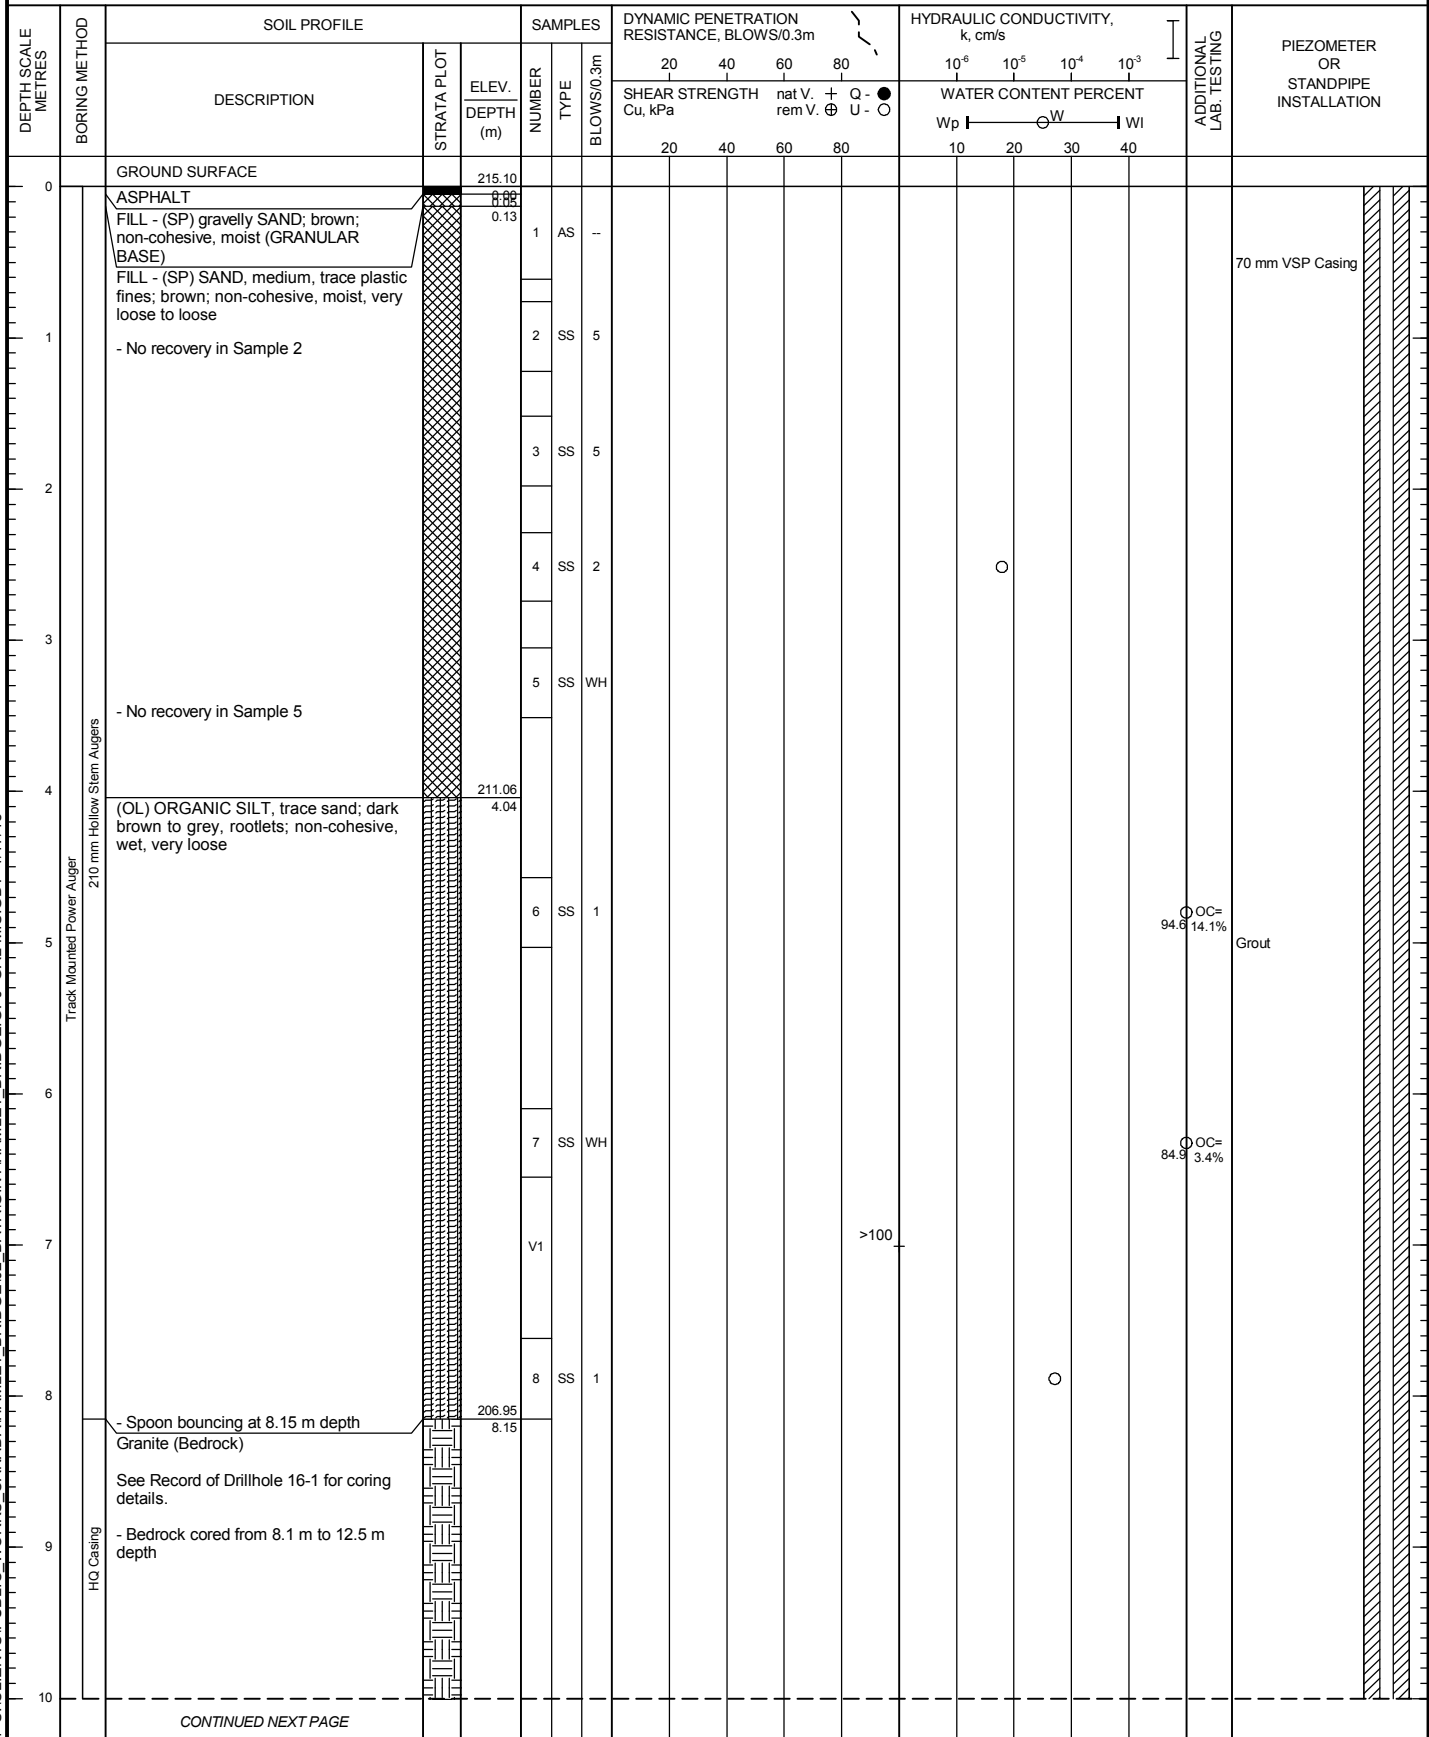 DEPTH SCALE
METRES
BORING METHOD
SOIL PROFILE
DESCRIPTION
STRATA PLOT
ELEV.
DEPTH
(m)
SAMPLES
NUMBER
TYPE
BLOWS/0.3m
DYNAMIC PENETRATION
RESISTANCE, BLOWS/0.3m
20 40 60 80
SHEAR STRENGTH nat V. + Q - ●
Cu, kPa rem V. ⊕ U - ○
20 40 60 80
HYDRAULIC CONDUCTIVITY,
k, cm/s
10⁻⁶ 10⁻⁵ 10⁻⁴ 10⁻³
WATER CONTENT PERCENT
Wp W Wl
10 20 30 40
ADDITIONAL
LAB. TESTING
PIEZOMETER
OR
STANDPIPE
INSTALLATION
GROUND SURFACE
215.10
0
ASPHALT
0.00
0.05
FILL - (SP) gravelly SAND; brown;
non-cohesive, moist (GRANULAR
BASE)
0.13
1 AS --
70 mm VSP Casing
FILL - (SP) SAND, medium, trace plastic
fines; brown; non-cohesive, moist, very
loose to loose
1
2 SS 5
- No recovery in Sample 2
3 SS 5
2
4 SS 2
3
5 SS WH
- No recovery in Sample 5
4
211.06
4.04
(OL) ORGANIC SILT, trace sand; dark
brown to grey, rootlets; non-cohesive,
wet, very loose
Track Mounted Power Auger
210 mm Hollow Stem Augers
6 SS 1
94.6
OC=
14.1%
5
Grout
6
7 SS WH
84.9
OC=
3.4%
7
V1
>100
8 SS 1
8
206.95
- Spoon bouncing at 8.15 m depth
8.15
Granite (Bedrock)
See Record of Drillhole 16-1 for coring
details.
- Bedrock cored from 8.1 m to 12.5 m
depth
9
HQ Casing
10
CONTINUED NEXT PAGE